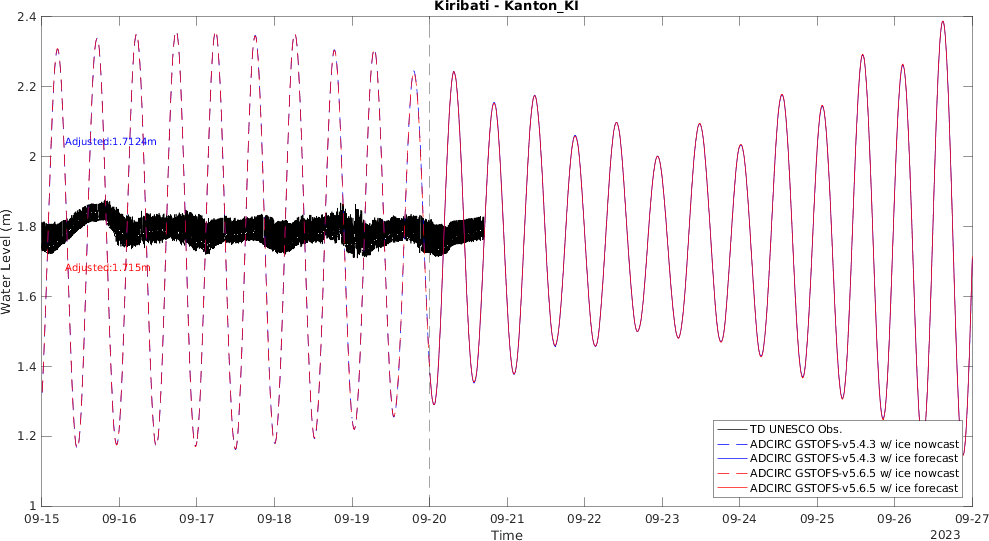 Kiribati - Kanton_KI
Water Level (m)
2.4
2.2
2
1.8
1.6
1.4
1.2
1
Adjusted:1.7124m
Adjusted:1.715m
TD UNESCO Obs.
ADCIRC GSTOFS-v5.4.3 w/ ice nowcast
ADCIRC GSTOFS-v5.4.3 w/ ice forecast
ADCIRC GSTOFS-v5.6.5 w/ ice nowcast
ADCIRC GSTOFS-v5.6.5 w/ ice forecast
09-15 09-16 09-17 09-18 09-19 09-20 09-21 09-22 09-23 09-24 09-25 09-26 09-27
Time
2023